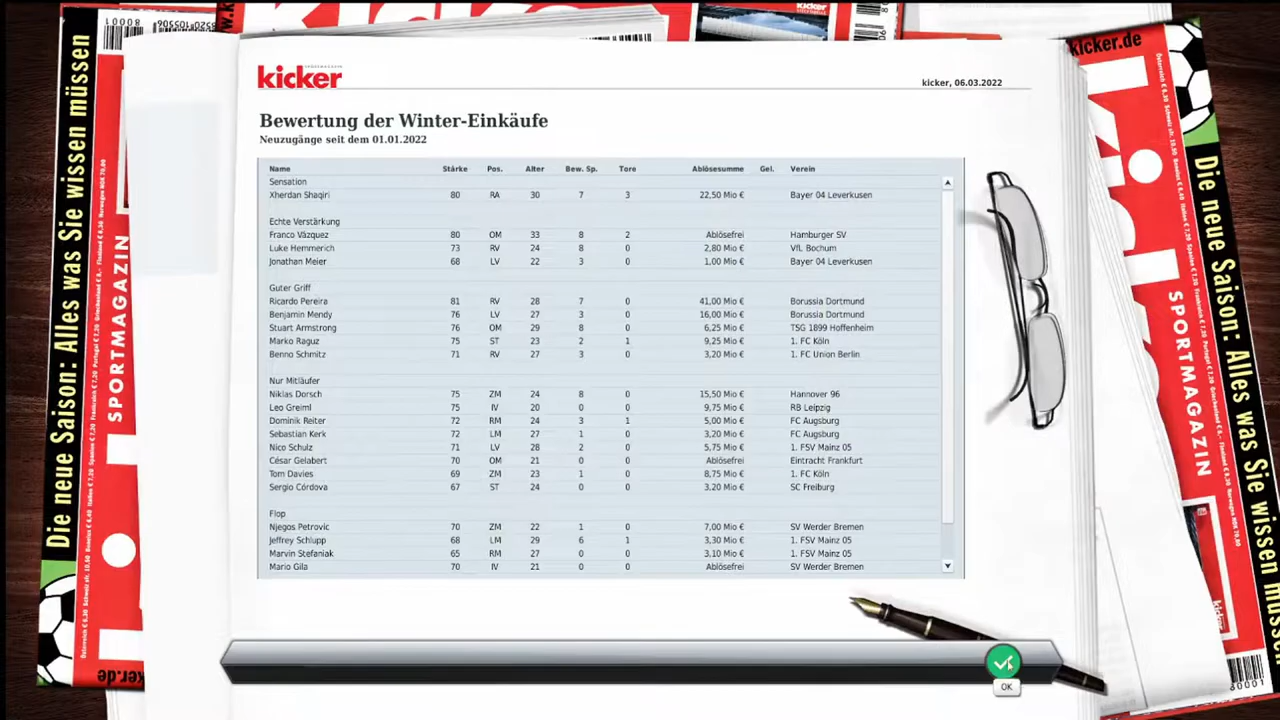 kicker
kicker, 06.03.2022
Bewertung der Winter-Einkäufe
Neuzugänge seit dem 01.01.2022
Name Stärke Pos. Alter Bew. Sp. Tore Ablösesumme Gel. Verein
Sensation
Xherdan Shaqiri 80 RA 30 7 3 22,50 Mio € Bayer 04 Leverkusen
Echte Verstärkung
Franco Vázquez 80 OM 33 8 2 Ablösefrei Hamburger SV
Luke Hemmerich 73 RV 24 8 0 2,80 Mio € VfL Bochum
Jonathan Meier 68 LV 22 3 0 1,00 Mio € Bayer 04 Leverkusen
Guter Griff
Ricardo Pereira 81 RV 28 7 0 41,00 Mio € Borussia Dortmund
Benjamin Mendy 76 LV 27 3 0 16,00 Mio € Borussia Dortmund
Stuart Armstrong 76 OM 29 8 0 6,25 Mio € TSG 1899 Hoffenheim
Marko Raguz 75 ST 23 2 1 9,25 Mio € 1. FC Köln
Benno Schmitz 71 RV 27 3 0 3,20 Mio € 1. FC Union Berlin
Nur Mitläufer
Niklas Dorsch 75 ZM 24 8 0 15,50 Mio € Hannover 96
Leo Greiml 75 IV 20 0 0 9,75 Mio € RB Leipzig
Dominik Reiter 72 RM 24 3 1 5,00 Mio € FC Augsburg
Sebastian Kerk 72 LM 27 1 0 3,20 Mio € FC Augsburg
Nico Schulz 71 LV 28 2 0 5,75 Mio € 1. FSV Mainz 05
César Gelabert 70 OM 21 0 0 Ablösefrei Eintracht Frankfurt
Tom Davies 69 ZM 23 1 0 8,75 Mio € 1. FC Köln
Sergio Córdova 67 ST 24 0 0 3,20 Mio € SC Freiburg
Flop
Njegos Petrovic 70 ZM 22 1 0 7,00 Mio € SV Werder Bremen
Jeffrey Schlupp 68 LM 29 6 1 3,30 Mio € 1. FSV Mainz 05
Marvin Stefaniak 65 RM 27 0 0 3,10 Mio € 1. FSV Mainz 05
Mario Gila 70 IV 21 0 0 Ablösefrei SV Werder Bremen
OK
Die neue Saison: Alles was Sie wissen müssen
SPORTMAGAZIN
kicker.de
Die neue Saison: Alles was Sie wissen müssen
SPORTMAGAZIN